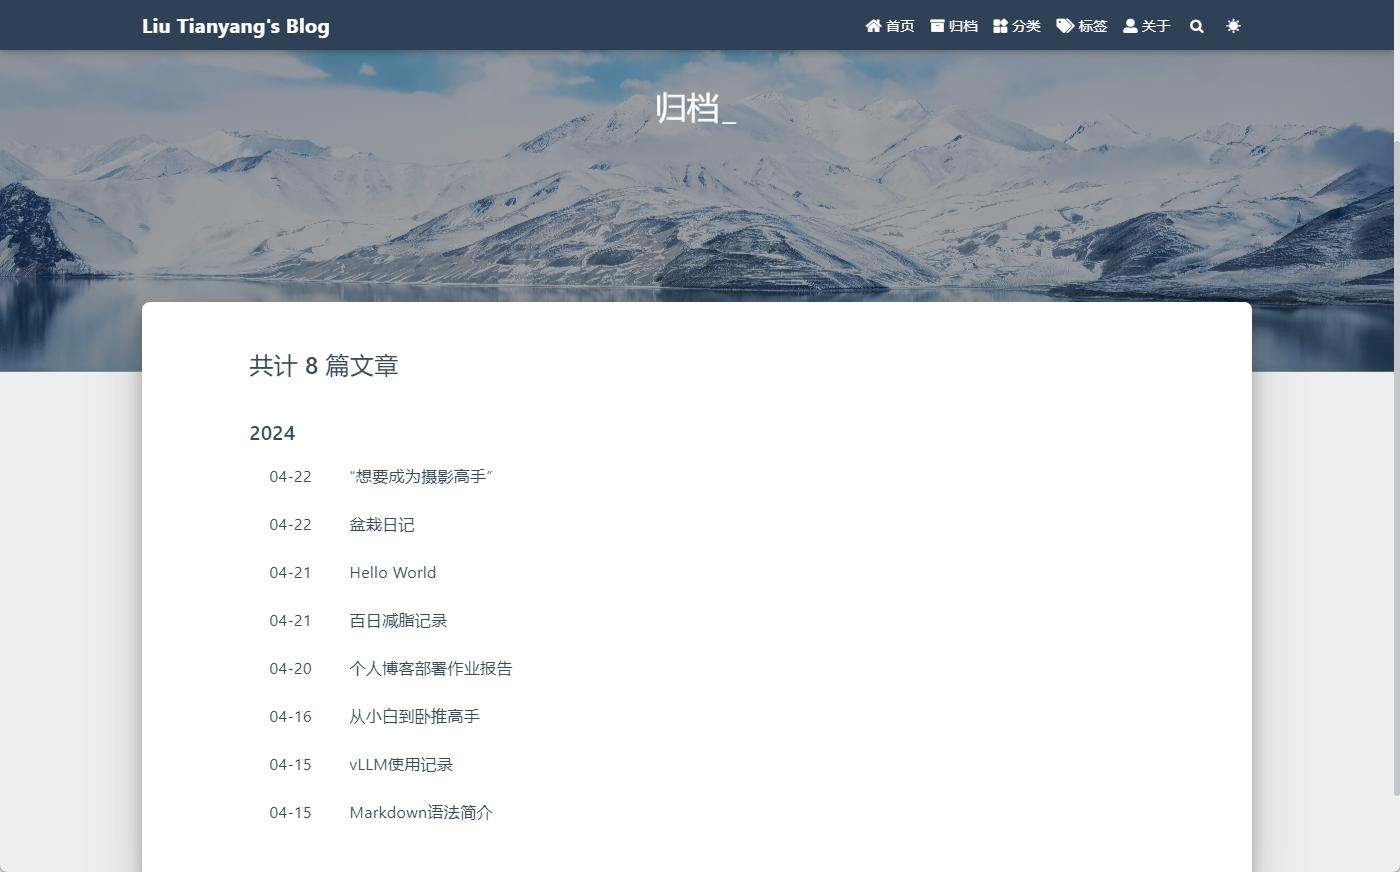 Liu Tianyang's Blog
首页 归档 分类 标签 关于
归档_
共计 8 篇文章
2024
04-22 “想要成为摄影高手”
04-22 盆栽日记
04-21 Hello World
04-21 百日减脂记录
04-20 个人博客部署作业报告
04-16 从小白到卧推高手
04-15 vLLM使用记录
04-15 Markdown语法简介